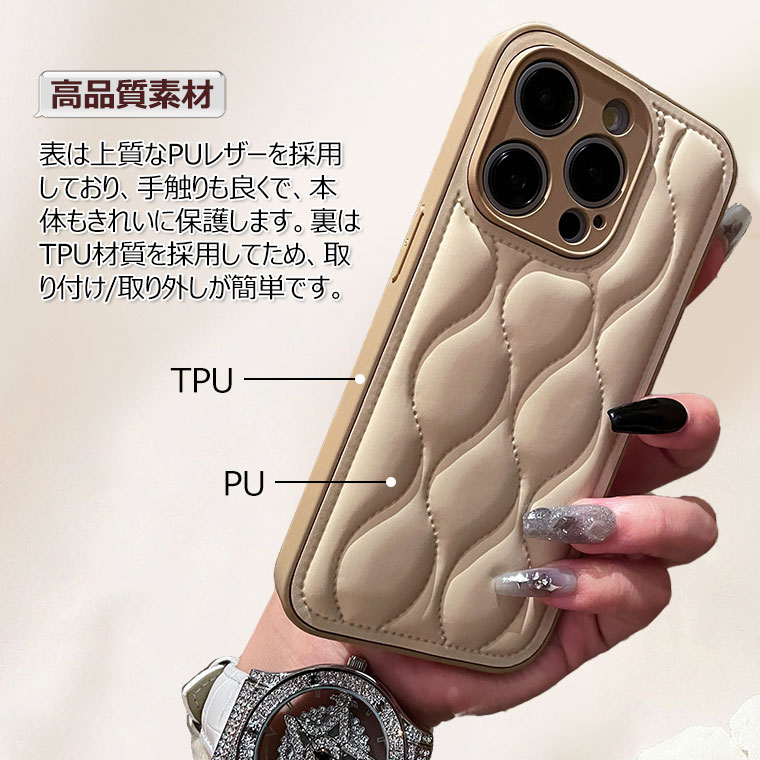 高品質素材
表は上質なPUレザーを採用
しており、手触りも良くで、本
体もきれいに保護します。裏は
TPU材質を採用してため、取
り付け/取り外しが簡単です。
TPU
PU